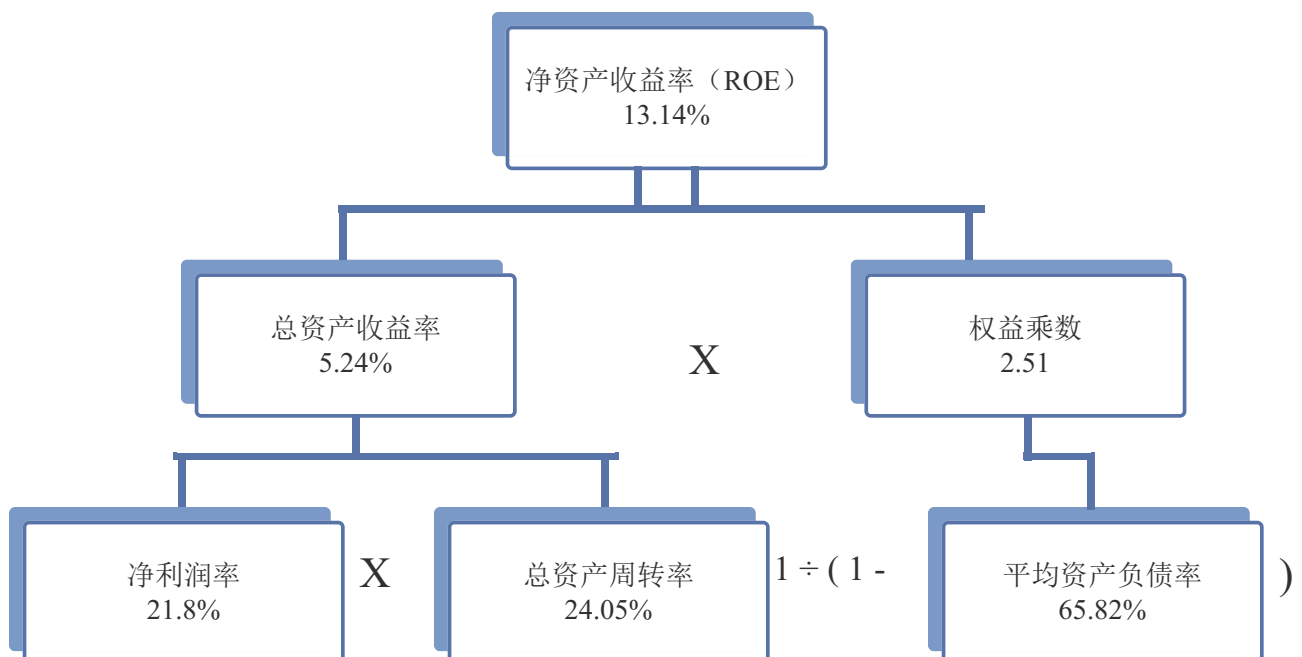 净资产收益率（ROE）
13.14%
总资产收益率
5.24%
X
权益乘数
2.51
净利润率
21.8%
X
总资产周转率
24.05%
1 ÷ ( 1 -
平均资产负债率
65.82%
)